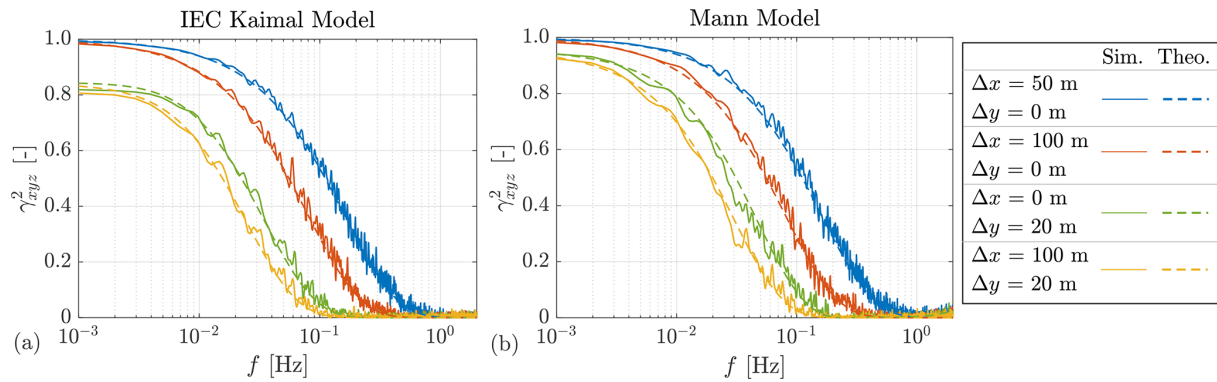 IEC Kaimal Model
1.0
0.8
0.6
0.4
0.2
0
γ²xyz [-]
10⁻³ 10⁻² 10⁻¹ 10⁰
f [Hz]
(a)
Mann Model
1.0
0.8
0.6
0.4
0.2
0
γ²xyz [-]
10⁻³ 10⁻² 10⁻¹ 10⁰
f [Hz]
(b)
Sim. Theo.
Δx = 50 m
Δy = 0 m
Δx = 100 m
Δy = 0 m
Δx = 0 m
Δy = 20 m
Δx = 100 m
Δy = 20 m